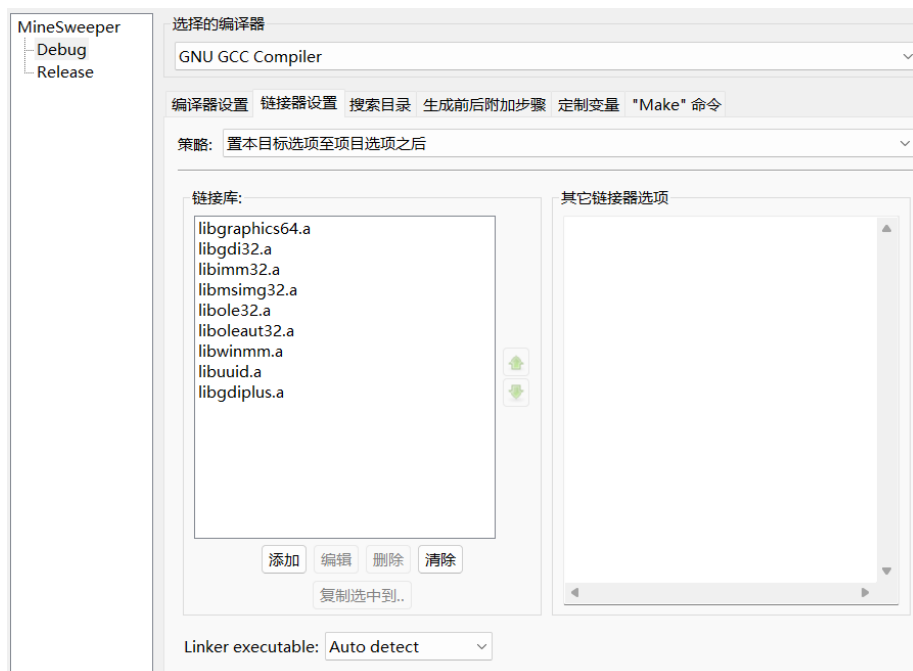 MineSweeper
Debug
Release
选择的编译器
GNU GCC Compiler
编译器设置 链接器设置 搜索目录 生成前后附加步骤 定制变量 "Make" 命令
策略: 置本目标选项至项目选项之后
链接库:
libgraphics64.a
libgdi32.a
libimm32.a
libmsimg32.a
libole32.a
liboleaut32.a
libwinmm.a
libuuid.a
libgdiplus.a
添加 编辑 删除 清除
复制选中到..
其它链接器选项
Linker executable: Auto detect